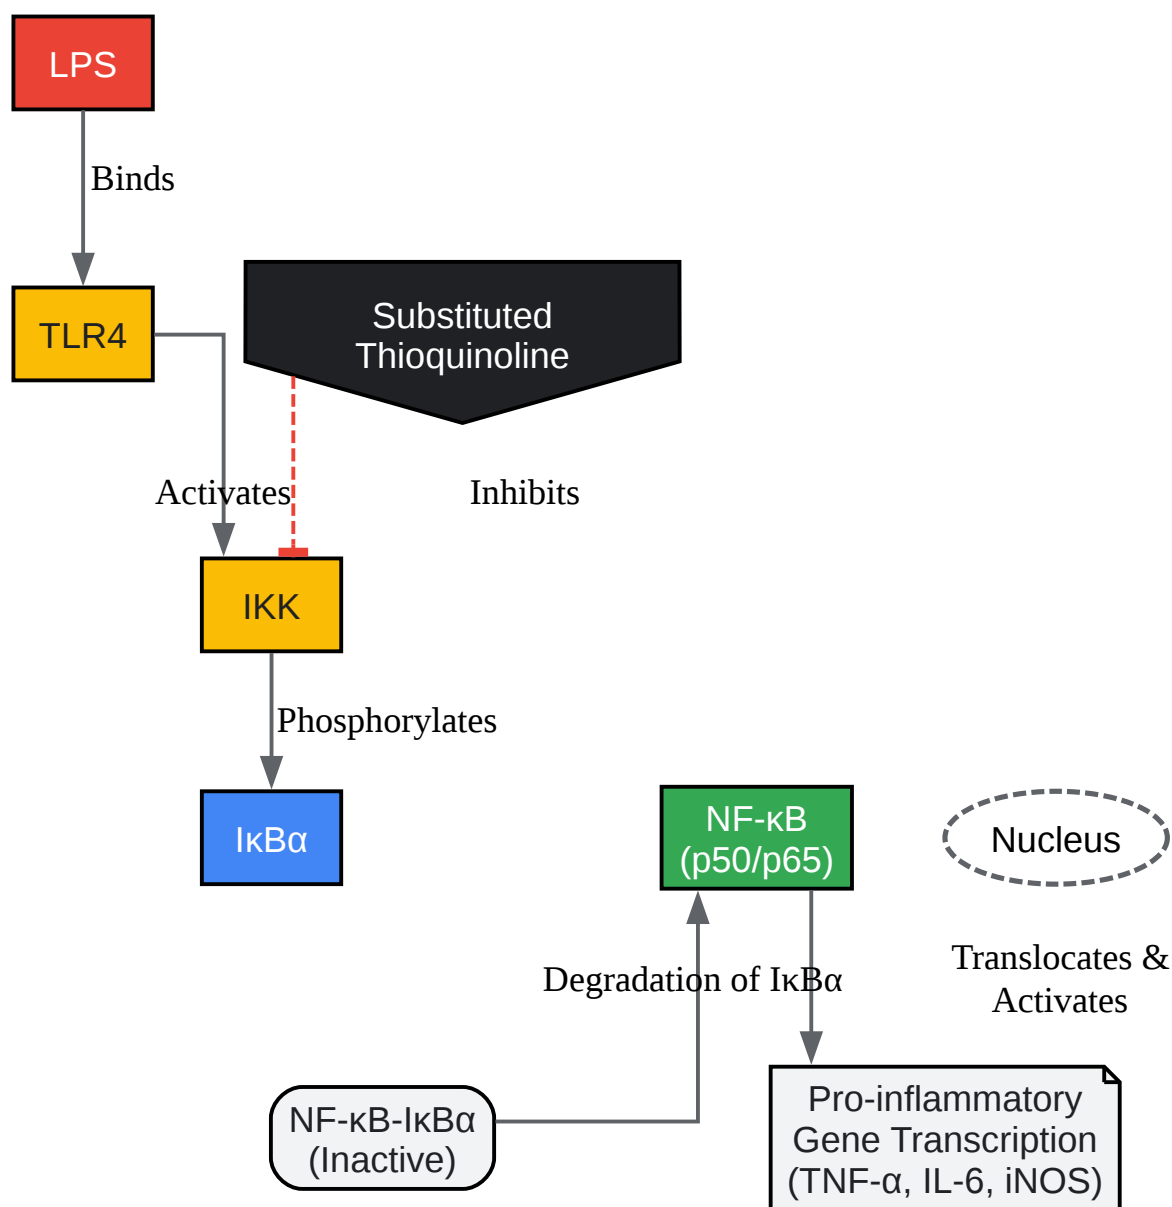 LPS
Binds
TLR4
Substituted
Thioquinoline
Activates
Inhibits
IKK
Phosphorylates
IκBα
NF-κB
(p50/p65)
Nucleus
Degradation of IκBα
Translocates &
Activates
NF-κB-IκBα
(Inactive)
Pro-inflammatory
Gene Transcription
(TNF-α, IL-6, iNOS)